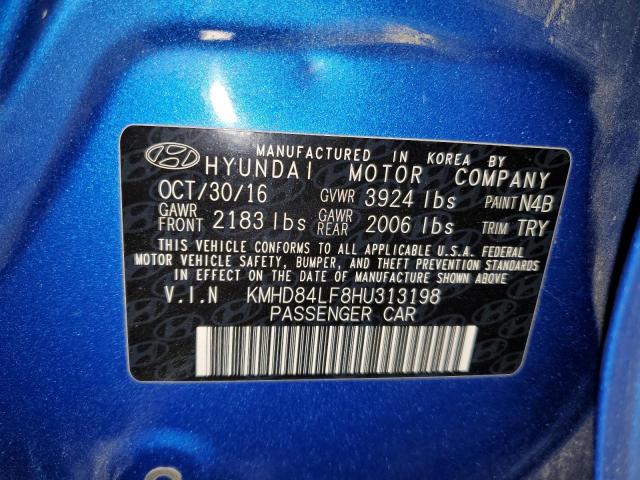 MANUFACTURED IN KOREA BY
HYUNDAI MOTOR COMPANY
OCT/30/16 GVWR 3924 lbs PAINT N4B
GAWR FRONT 2183 lbs GAWR REAR 2006 lbs TRIM TRY
THIS VEHICLE CONFORMS TO ALL APPLICABLE U.S.A. FEDERAL
MOTOR VEHICLE SAFETY, BUMPER, AND THEFT PREVENTION STANDARDS
IN EFFECT ON THE DATE OF MANUFACTURE SHOWN ABOVE
V.I.N KMHD84LF8HU313198
PASSENGER CAR